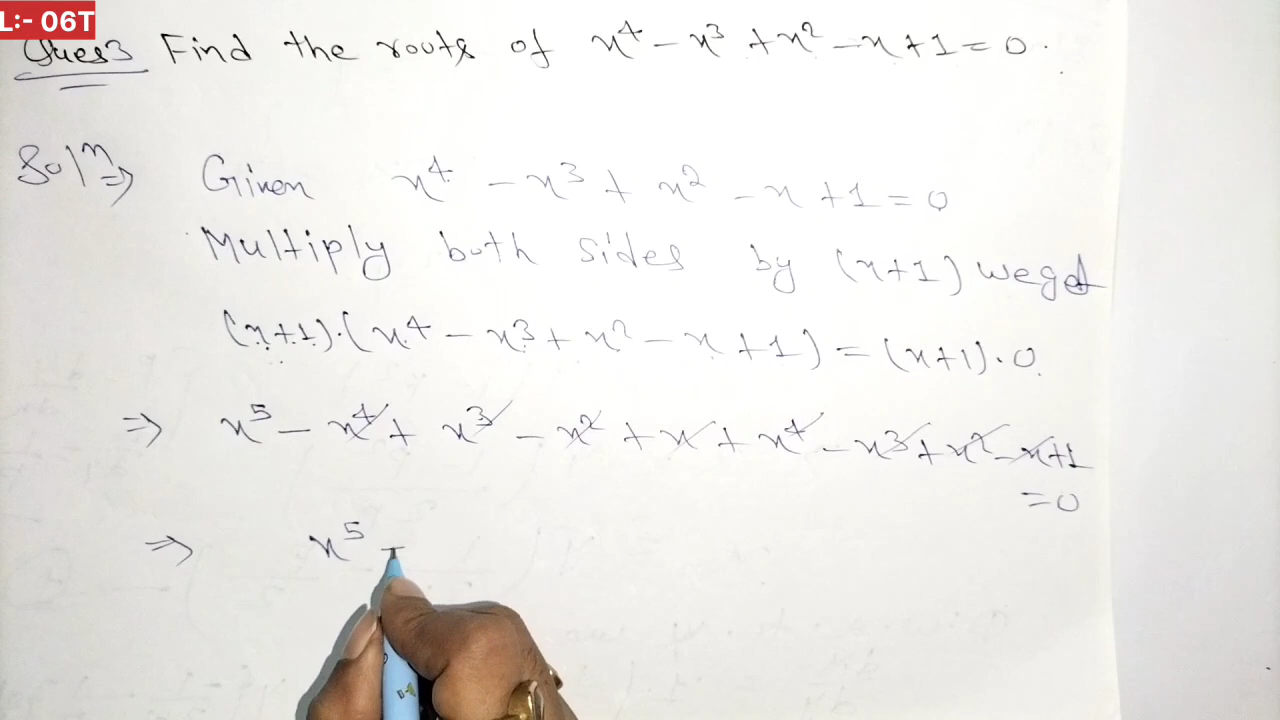 L:- 06T
Ques3 Find the roots of x⁴ - x³ + x² - x + 1 = 0.
Solⁿ ⇒ Given x⁴ - x³ + x² - x + 1 = 0
Multiply both sides by (x+1) we get
(x+1).(x⁴ - x³ + x² - x + 1) = (x+1).0
⇒ x⁵ - x⁴ + x³ - x² + x + x⁴ - x³ + x² - x + 1
= 0
⇒ x⁵